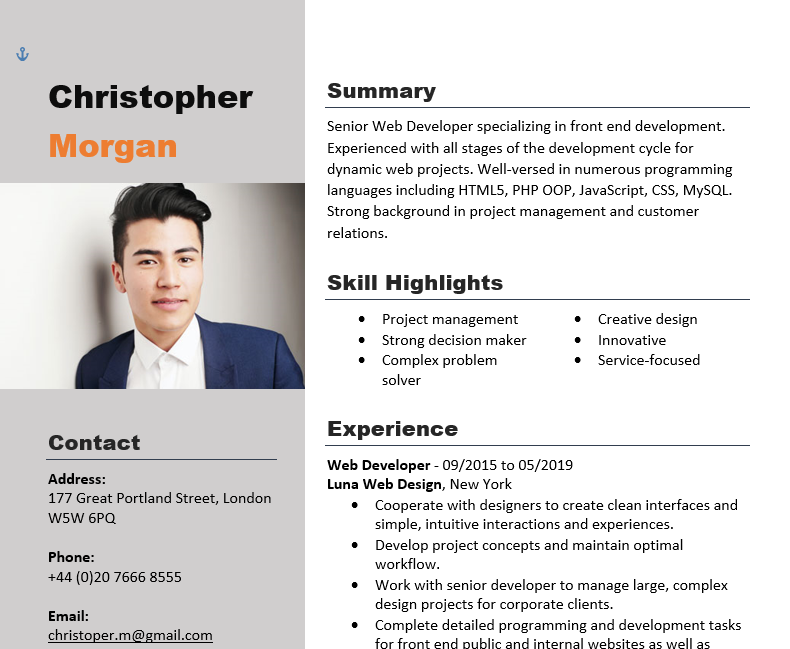 Christopher
Morgan
Contact
Address:
177 Great Portland Street, London
W5W 6PQ
Phone:
+44 (0)20 7666 8555
Email:
christoper.m@gmail.com
Summary
Senior Web Developer specializing in front end development.
Experienced with all stages of the development cycle for
dynamic web projects. Well-versed in numerous programming
languages including HTML5, PHP OOP, JavaScript, CSS, MySQL.
Strong background in project management and customer
relations.
Skill Highlights
• Project management
• Strong decision maker
• Complex problem
solver
• Creative design
• Innovative
• Service-focused
Experience
Web Developer - 09/2015 to 05/2019
Luna Web Design, New York
• Cooperate with designers to create clean interfaces and
simple, intuitive interactions and experiences.
• Develop project concepts and maintain optimal
workflow.
• Work with senior developer to manage large, complex
design projects for corporate clients.
• Complete detailed programming and development tasks
for front end public and internal websites as well as